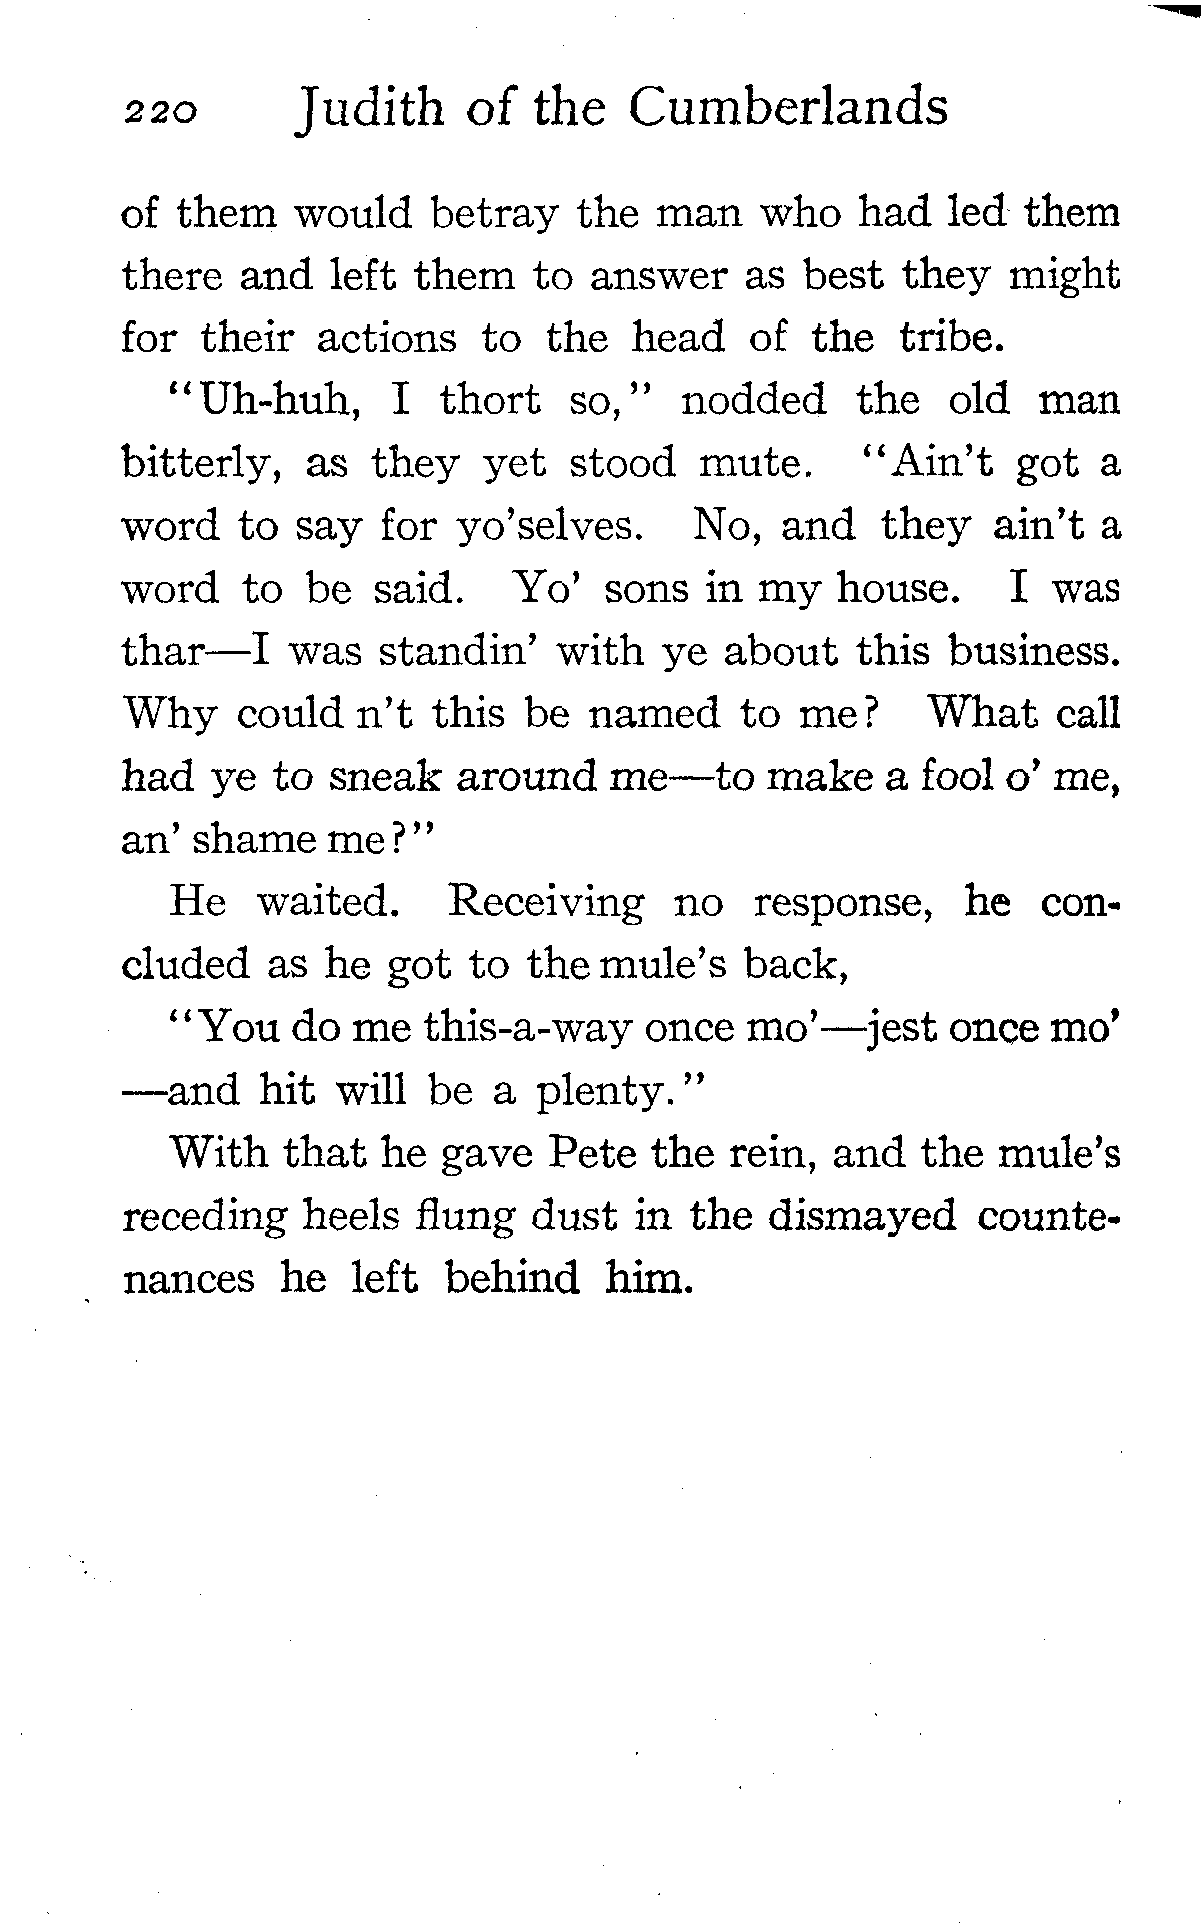 220 Judith of the Cumberlands
of them would betray the man who had led them
there and left them to answer as best they might
for their actions to the head of the tribe.
"Uh-huh, I thort so," nodded the old man
bitterly, as they yet stood mute. "Ain't got a
word to say for yo'selves. No, and they ain't a
word to be said. Yo' sons in my house. I was
thar—I was standin' with ye about this business.
Why could n't this be named to me? What call
had ye to sneak around me—to make a fool o' me,
an' shame me?"
He waited. Receiving no response, he con-
cluded as he got to the mule's back,
"You do me this-a-way once mo'—jest once mo'
—and hit will be a plenty."
With that he gave Pete the rein, and the mule's
receding heels flung dust in the dismayed counte-
nances he left behind him.